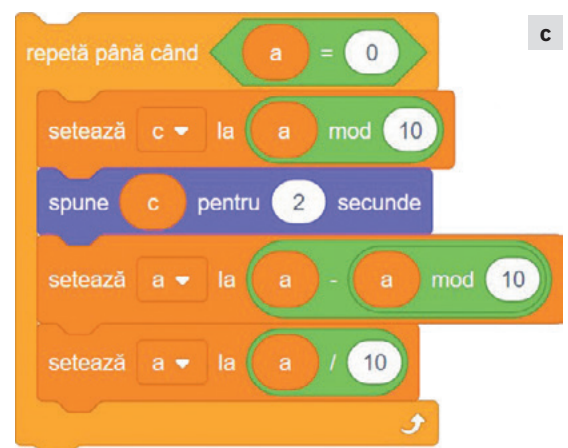 c
repetă până când a = 0
setează c la a mod 10
spune c pentru 2 secunde
setează a la a - a mod 10
setează a la a / 10